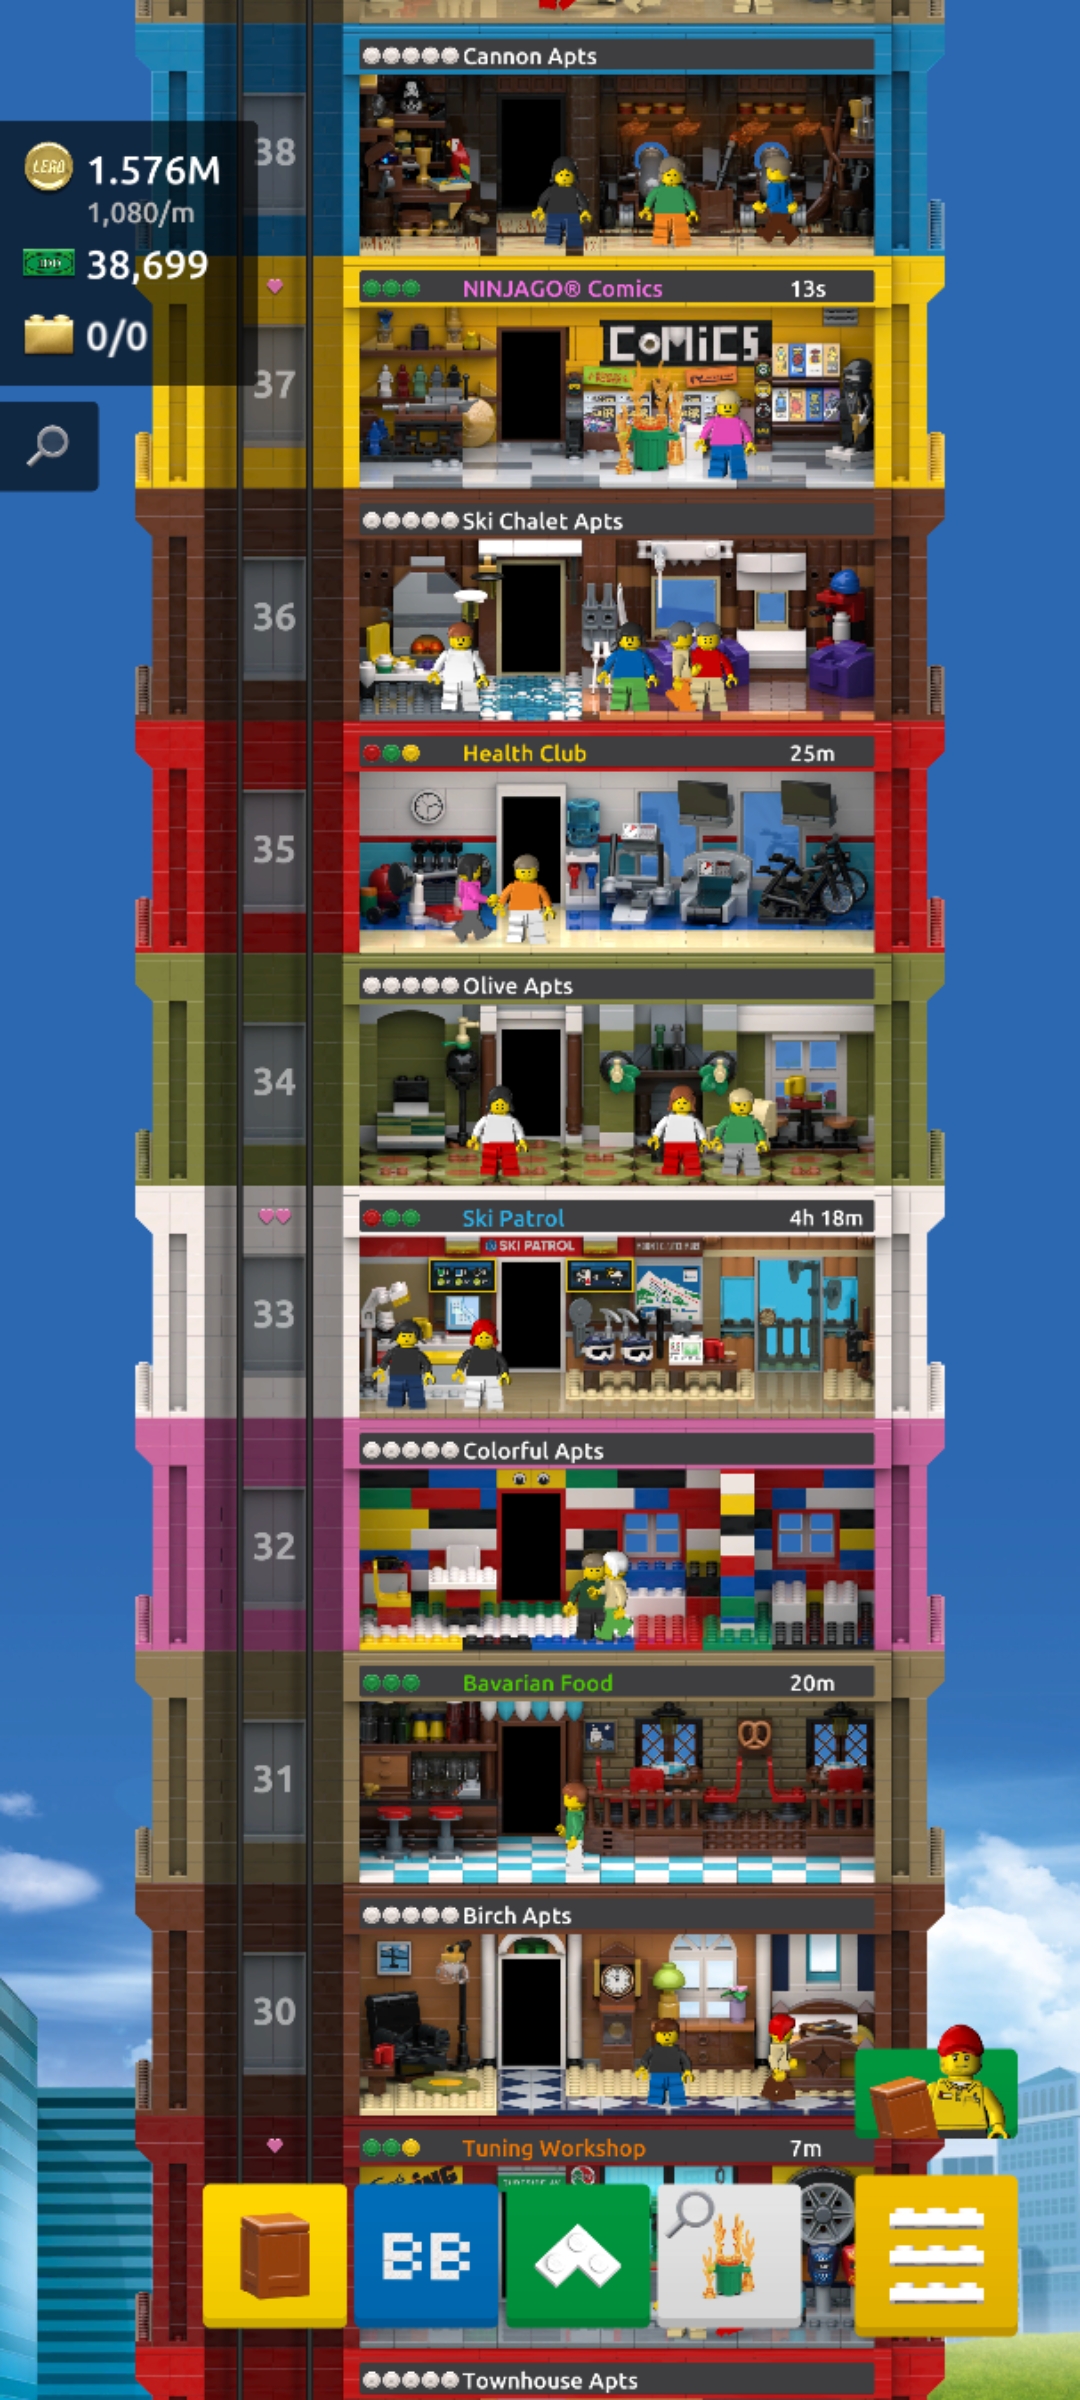 Cannon Apts
38
LEGO 1.576M
1,080/m
38,699
0/0
NINJAGO® Comics 13s
COMiCS
37
Ski Chalet Apts
36
Health Club 25m
35
Olive Apts
34
Ski Patrol 4h 18m
SKI PATROL
33
Colorful Apts
32
Bavarian Food 20m
31
Birch Apts
30
Tuning Workshop 7m
BB
Townhouse Apts